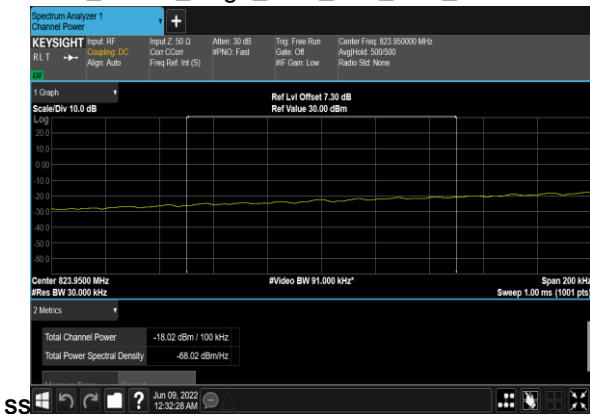 Spectrum Analyzer 1
Channel Power
+
KEYSIGHT Input: RF Input Z: 50 Ω Atten: 30 dB Trig: Free Run Center Freq: 823.950000 MHz
RLT Coupling: DC Corr CCorr #PNO: Fast Gate: Off Avg|Hold: 500/500
Align: Auto Freq Ref: Int (S) #IF Gain: Low Radio Std: None
1 Graph
Ref Lvl Offset 7.30 dB
Scale/Div 10.0 dB Ref Value 30.00 dBm
Log
20.0
10.0
0.00
-10.0
-20.0
-30.0
-40.0
-50.0
-60.0
Center 823.9500 MHz #Video BW 91.000 kHz* Span 200 kHz
#Res BW 30.000 kHz Sweep 1.00 ms (1001 pts)
2 Metrics
Total Channel Power -18.02 dBm / 100 kHz
Total Power Spectral Density -68.02 dBm/Hz
ss
? Jun 09, 2022
12:32:28 AM